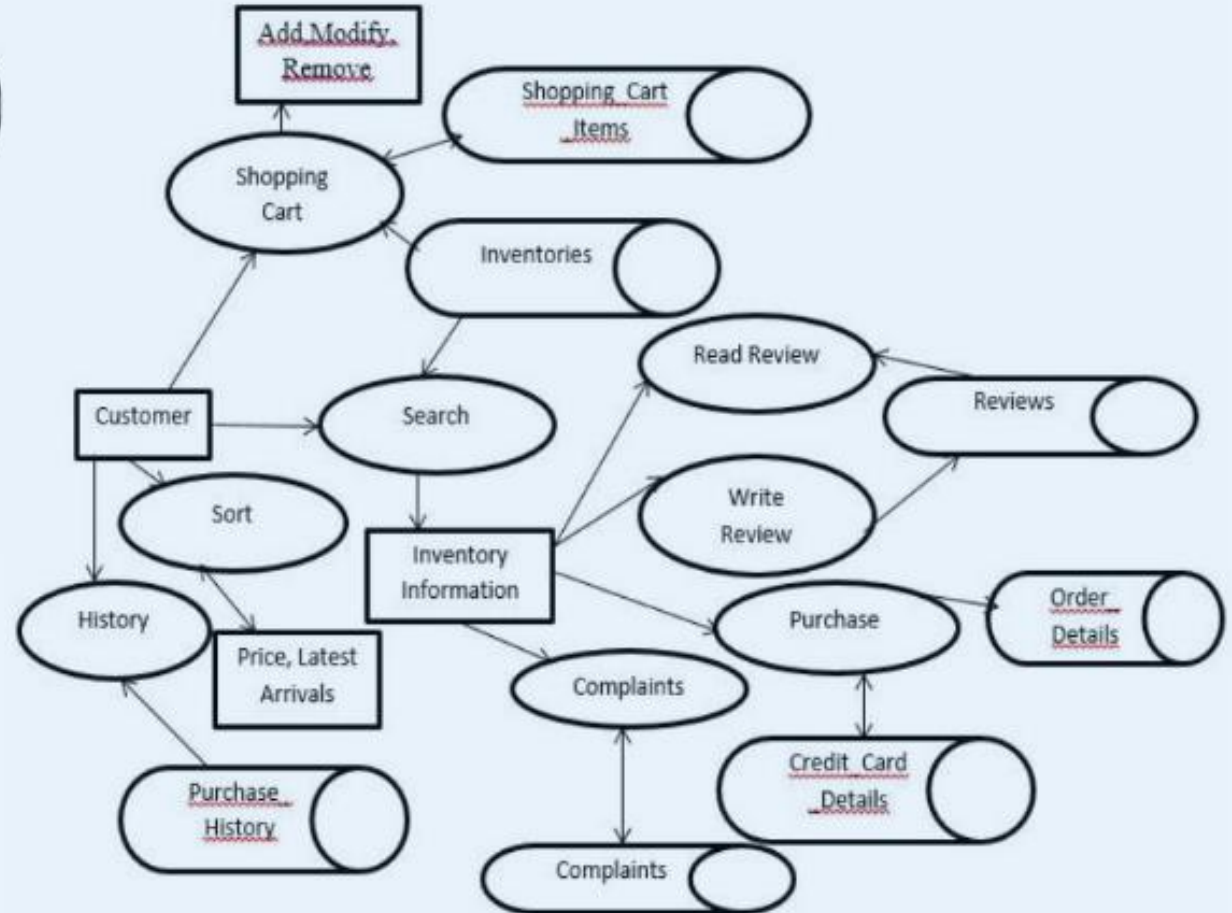 Add,Modify,
Remove
Shopping_Cart
_Items
Shopping
Cart
Inventories
Read Review
Reviews
Customer
Search
Write
Review
Sort
Inventory
Information
Order_
Details
History
Purchase
Price, Latest
Arrivals
Complaints
Credit_Card
_Details
Purchase_
History
Complaints